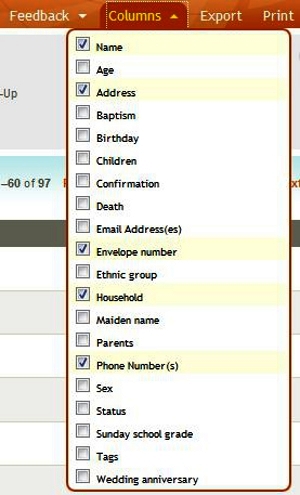 Feedback Columns Export Print
Name
Age
Address
-Up
Baptism
Birthday
Children
–60 of 97
Confirmation
Death
Email Address(es)
Envelope number
Ethnic group
Household
Maiden name
Parents
Phone Number(s)
Sex
Status
Sunday school grade
Tags
Wedding anniversary